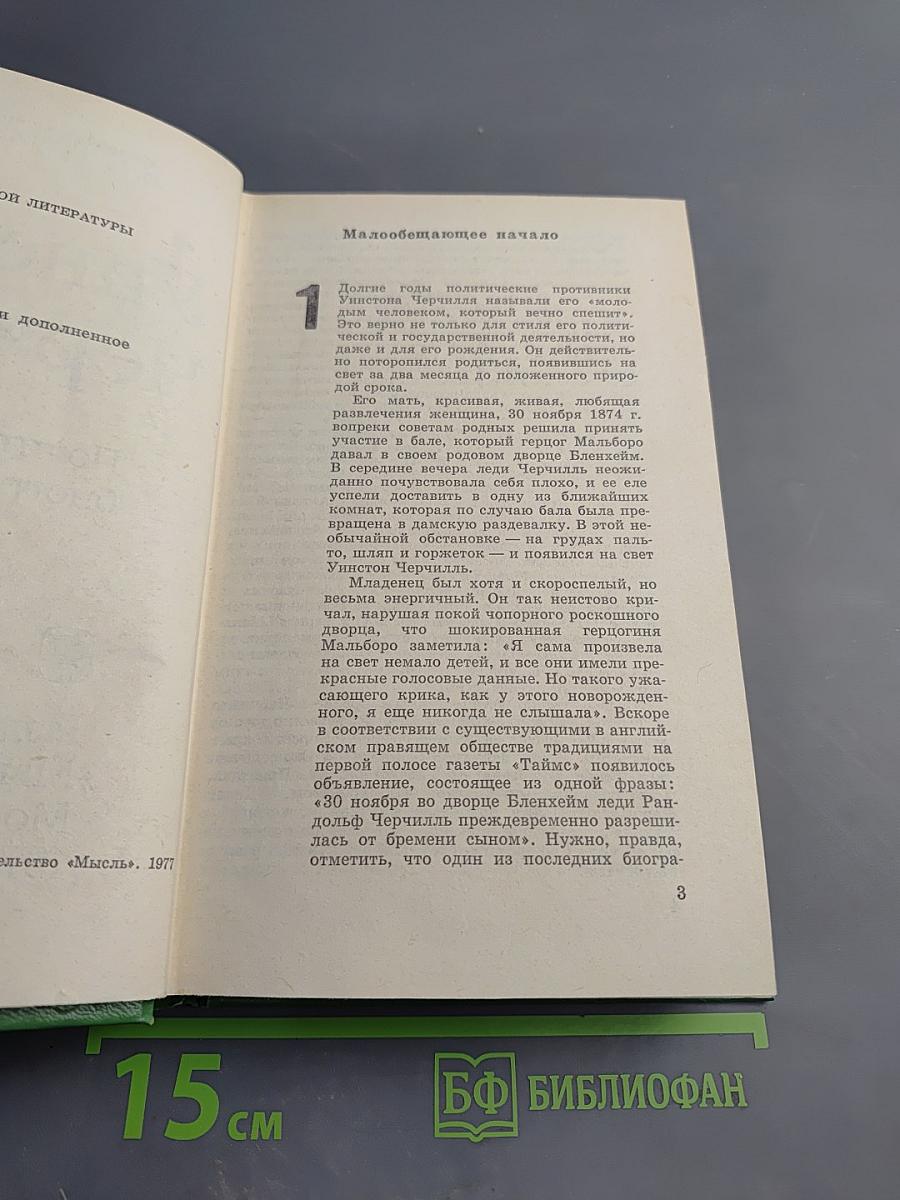 ОЙ ЛИТЕРАТУРЫ
и дополненное
ельство «Мысль». 1977
Малообещающее начало
1
Долгие годы политические противники
Уинстона Черчилля называли его «моло-
дым человеком, который вечно спешит».
Это верно не только для стиля его полити-
ческой и государственной деятельности, но
даже и для его рождения. Он действитель-
но поторопился родиться, появившись на
свет за два месяца до положенного приро-
дой срока.
Его мать, красивая, живая, любящая
развлечения женщина, 30 ноября 1874 г.
вопреки советам родных решила принять
участие в бале, который герцог Мальборо
давал в своем родовом дворце Бленхейм.
В середине вечера леди Черчилль неожи-
данно почувствовала себя плохо, и ее еле
успели доставить в одну из ближайших
комнат, которая по случаю бала была пре-
вращена в дамскую раздевалку. В этой не-
обычайной обстановке — на грудах паль-
то, шляп и горжеток — и появился на свет
Уинстон Черчилль.
Младенец был хотя и скороспелый, но
весьма энергичный. Он так неистово кри-
чал, нарушая покой чопорного роскошного
дворца, что шокированная герцогиня
Мальборо заметила: «Я сама произвела
на свет немало детей, и все они имели пре-
красные голосовые данные. Но такого ужа-
сающего крика, как у этого новорожден-
ного, я еще никогда не слышала». Вскоре
в соответствии с существующими в англий-
ском правящем обществе традициями на
первой полосе газеты «Таймс» появилось
объявление, состоящее из одной фразы:
«30 ноября во дворце Бленхейм леди Ран-
дольф Черчилль преждевременно разреши-
лась от бремени сыном». Нужно, правда,
отметить, что один из последних биогра-
3
15 см
БФ БИБЛИОФАН